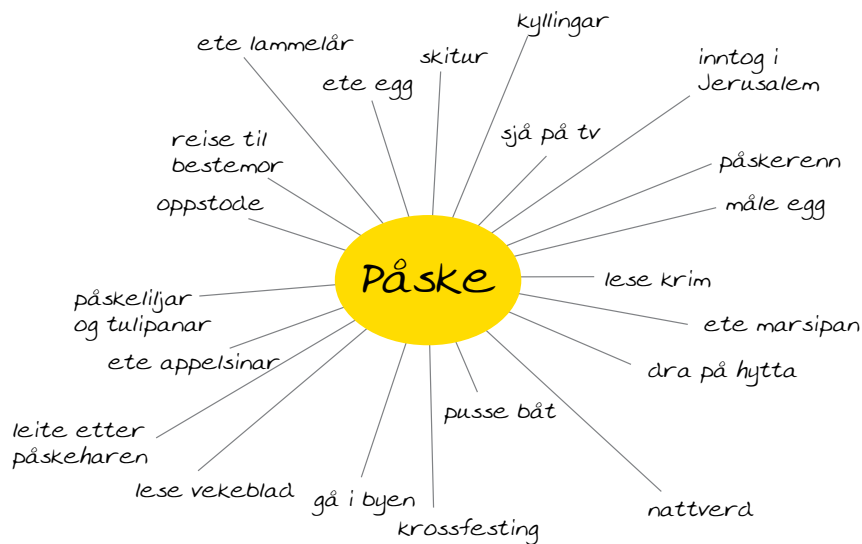 kyllingar
ete lammelår
skitur
inntog i
Jerusalem
ete egg
sjå på tv
reise til
bestemor
påskerenn
oppstode
måle egg
Påske
lese krim
påskeliljar
og tulipanar
ete marsipan
ete appelsinar
dra på hytta
pusse båt
leite etter
påskeharen
lese vekeblad
gå i byen
nattverd
krossfesting